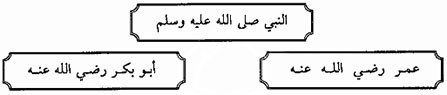 النبي صلى الله عليه وسلم
عمر رضي الله عنه
أبو بكر رضي الله عنه